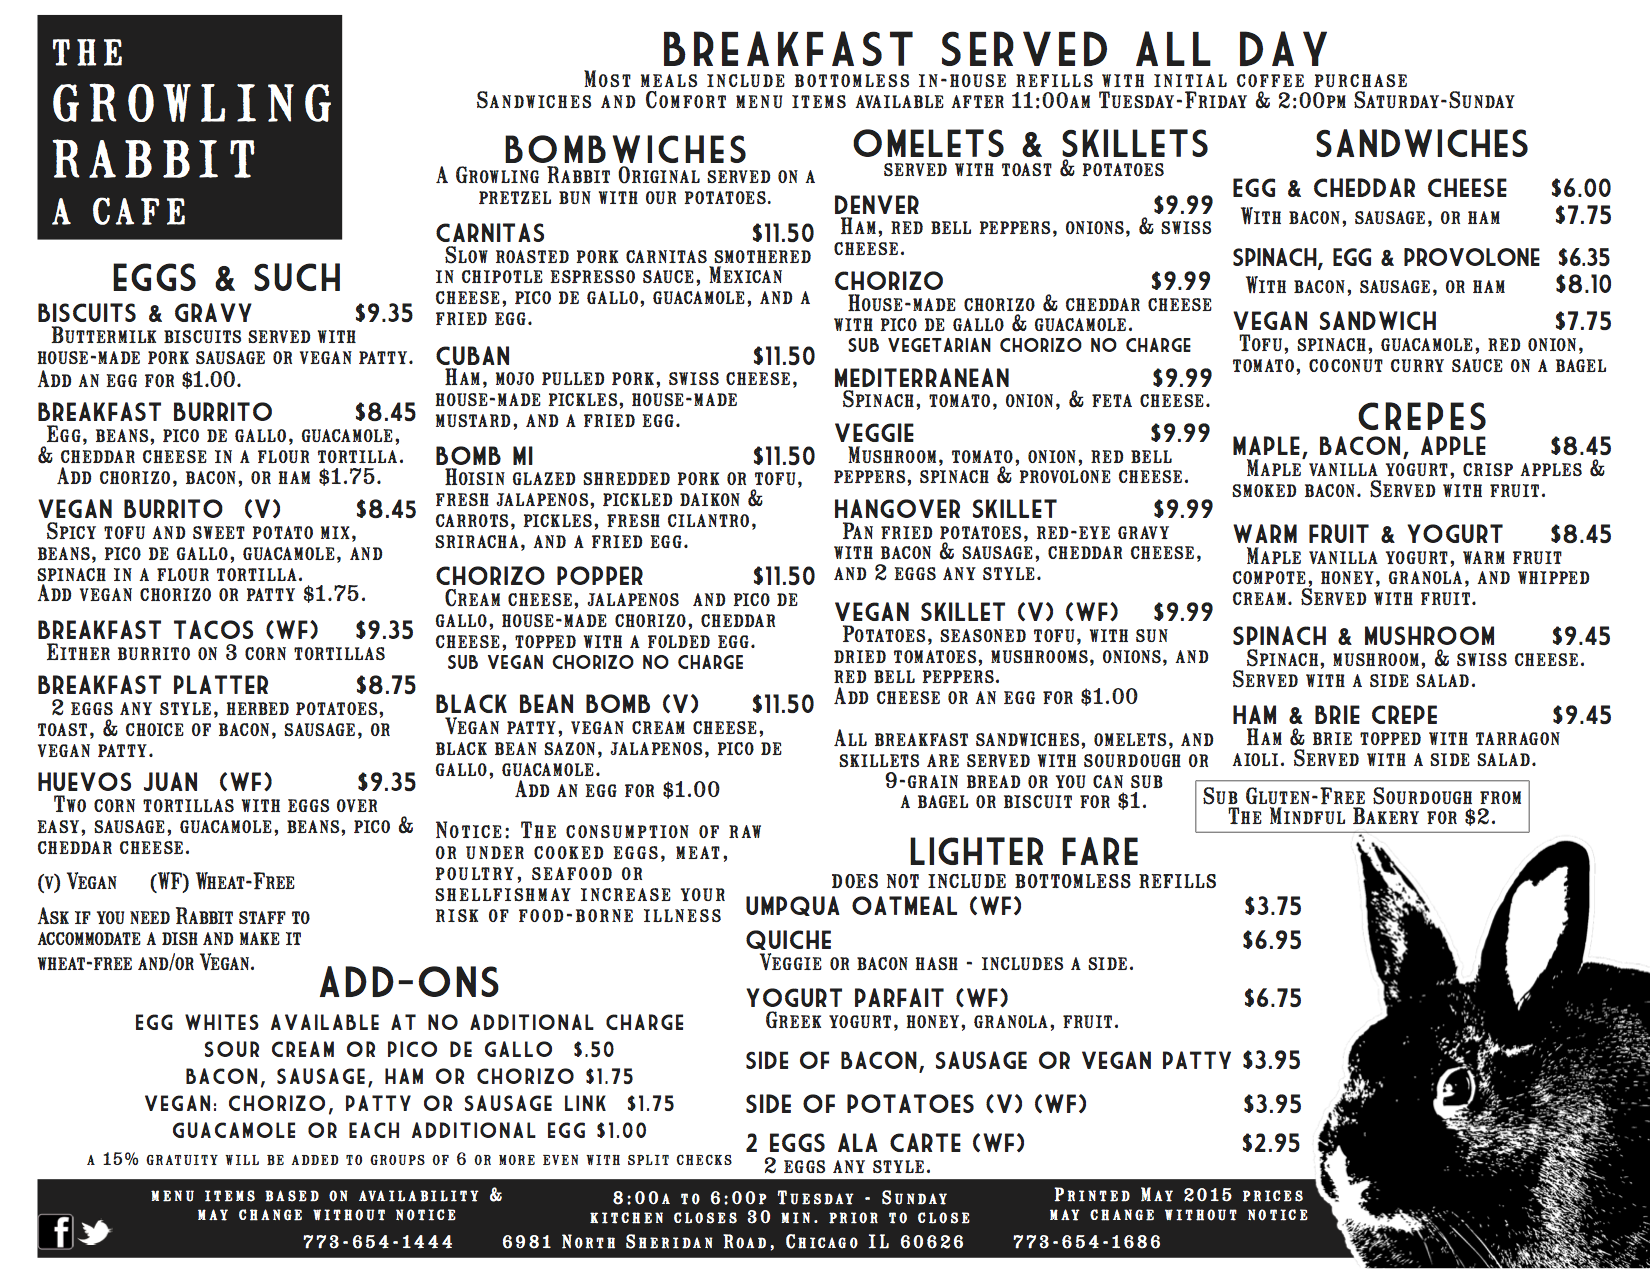 THE
GROWLING
RABBIT
A CAFE
BREAKFAST SERVED ALL DAY
Most meals include bottomless in-house refills with initial coffee purchase
Sandwiches and Comfort menu items available after 11:00am Tuesday-Friday & 2:00pm Saturday-Sunday
EGGS & SUCH
BISCUITS & GRAVY $9.35
Buttermilk biscuits served with
house-made pork sausage or vegan patty.
Add an egg for $1.00.
BREAKFAST BURRITO $8.45
Egg, beans, pico de gallo, guacamole,
& cheddar cheese in a flour tortilla.
Add chorizo, bacon, or ham $1.75.
VEGAN BURRITO (V) $8.45
Spicy tofu and sweet potato mix,
beans, pico de gallo, guacamole, and
spinach in a flour tortilla.
Add vegan chorizo or patty $1.75.
BREAKFAST TACOS (WF) $9.35
Either burrito on 3 corn tortillas
BREAKFAST PLATTER $8.75
2 eggs any style, herbed potatoes,
toast, & choice of bacon, sausage, or
vegan patty.
HUEVOS JUAN (WF) $9.35
Two corn tortillas with eggs over
easy, sausage, guacamole, beans, pico &
cheddar cheese.
(v) Vegan (WF) Wheat-Free
Ask if you need Rabbit staff to
accommodate a dish and make it
wheat-free and/or Vegan.
BOMBWICHES
A Growling Rabbit Original served on a
pretzel bun with our potatoes.
CARNITAS $11.50
Slow roasted pork carnitas smothered
in chipotle espresso sauce, Mexican
cheese, pico de gallo, guacamole, and a
fried egg.
CUBAN $11.50
Ham, mojo pulled pork, swiss cheese,
house-made pickles, house-made
mustard, and a fried egg.
BOMB MI $11.50
Hoisin glazed shredded pork or tofu,
fresh jalapenos, pickled daikon &
carrots, pickles, fresh cilantro,
sriracha, and a fried egg.
CHORIZO POPPER $11.50
Cream cheese, jalapenos and pico de
gallo, house-made chorizo, cheddar
cheese, topped with a folded egg.
SUB VEGAN CHORIZO NO CHARGE
BLACK BEAN BOMB (V) $11.50
Vegan patty, vegan cream cheese,
black bean sazon, jalapenos, pico de
gallo, guacamole.
Add an egg for $1.00
Notice: The consumption of raw
or under cooked eggs, meat,
poultry, seafood or
shellfishmay increase your
risk of food-borne illness
OMELETS & SKILLETS
SERVED WITH TOAST & POTATOES
DENVER $9.99
Ham, red bell peppers, onions, & swiss
cheese.
CHORIZO $9.99
House-made chorizo & cheddar cheese
with pico de gallo & guacamole.
SUB VEGETARIAN CHORIZO NO CHARGE
MEDITERRANEAN $9.99
Spinach, tomato, onion, & feta cheese.
VEGGIE $9.99
Mushroom, tomato, onion, red bell
peppers, spinach & provolone cheese.
HANGOVER SKILLET $9.99
Pan fried potatoes, red-eye gravy
with bacon & sausage, cheddar cheese,
and 2 eggs any style.
VEGAN SKILLET (V) (WF) $9.99
Potatoes, seasoned tofu, with sun
dried tomatoes, mushrooms, onions, and
red bell peppers.
Add cheese or an egg for $1.00
All breakfast sandwiches, omelets, and
skillets are served with sourdough or
9-grain bread or you can sub
a bagel or biscuit for $1.
SANDWICHES
EGG & CHEDDAR CHEESE $6.00
With bacon, sausage, or ham $7.75
SPINACH, EGG & PROVOLONE $6.35
With bacon, sausage, or ham $8.10
VEGAN SANDWICH $7.75
Tofu, spinach, guacamole, red onion,
tomato, coconut curry sauce on a bagel
CREPES
MAPLE, BACON, APPLE $8.45
Maple vanilla yogurt, crisp apples &
smoked bacon. Served with fruit.
WARM FRUIT & YOGURT $8.45
Maple vanilla yogurt, warm fruit
compote, honey, granola, and whipped
cream. Served with fruit.
SPINACH & MUSHROOM $9.45
Spinach, mushroom, & swiss cheese.
Served with a side salad.
HAM & BRIE CREPE $9.45
Ham & brie topped with tarragon
aioli. Served with a side salad.
Sub Gluten-Free Sourdough from
The Mindful Bakery for $2.
LIGHTER FARE
does not include bottomless refills
UMPQUA OATMEAL (WF) $3.75
QUICHE $6.95
Veggie or bacon hash - includes a side.
YOGURT PARFAIT (WF) $6.75
Greek yogurt, honey, granola, fruit.
SIDE OF BACON, SAUSAGE OR VEGAN PATTY $3.95
SIDE OF POTATOES (V) (WF) $3.95
2 EGGS ALA CARTE (WF) $2.95
2 eggs any style.
ADD-ONS
EGG WHITES AVAILABLE AT NO ADDITIONAL CHARGE
SOUR CREAM OR PICO DE GALLO $.50
BACON, SAUSAGE, HAM OR CHORIZO $1.75
VEGAN: CHORIZO, PATTY OR SAUSAGE LINK $1.75
GUACAMOLE OR EACH ADDITIONAL EGG $1.00
a 15% gratuity will be added to groups of 6 or more even with split checks
menu items based on availability &
may change without notice
8:00a to 6:00p Tuesday - Sunday
kitchen closes 30 min. prior to close
Printed May 2015 prices
may change without notice
773-654-1444 6981 North Sheridan Road, Chicago IL 60626 773-654-1686